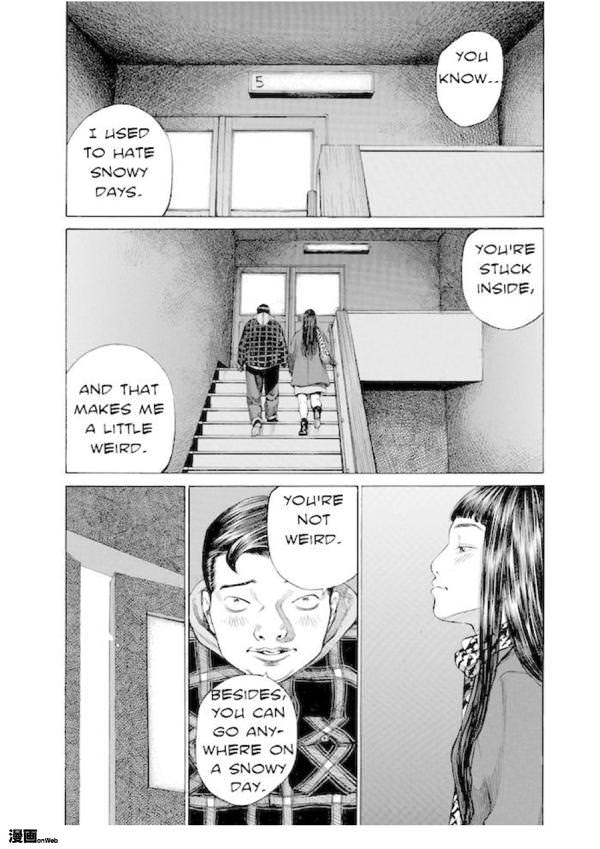 YOU
KNOW...
5
I USED
TO HATE
SNOWY
DAYS.
YOU'RE
STUCK
INSIDE,
AND THAT
MAKES ME
A LITTLE
WEIRD.
YOU'RE
NOT
WEIRD.
BESIDES,
YOU CAN
GO ANY-
WHERE ON
A SNOWY
DAY.
漫画onWeb